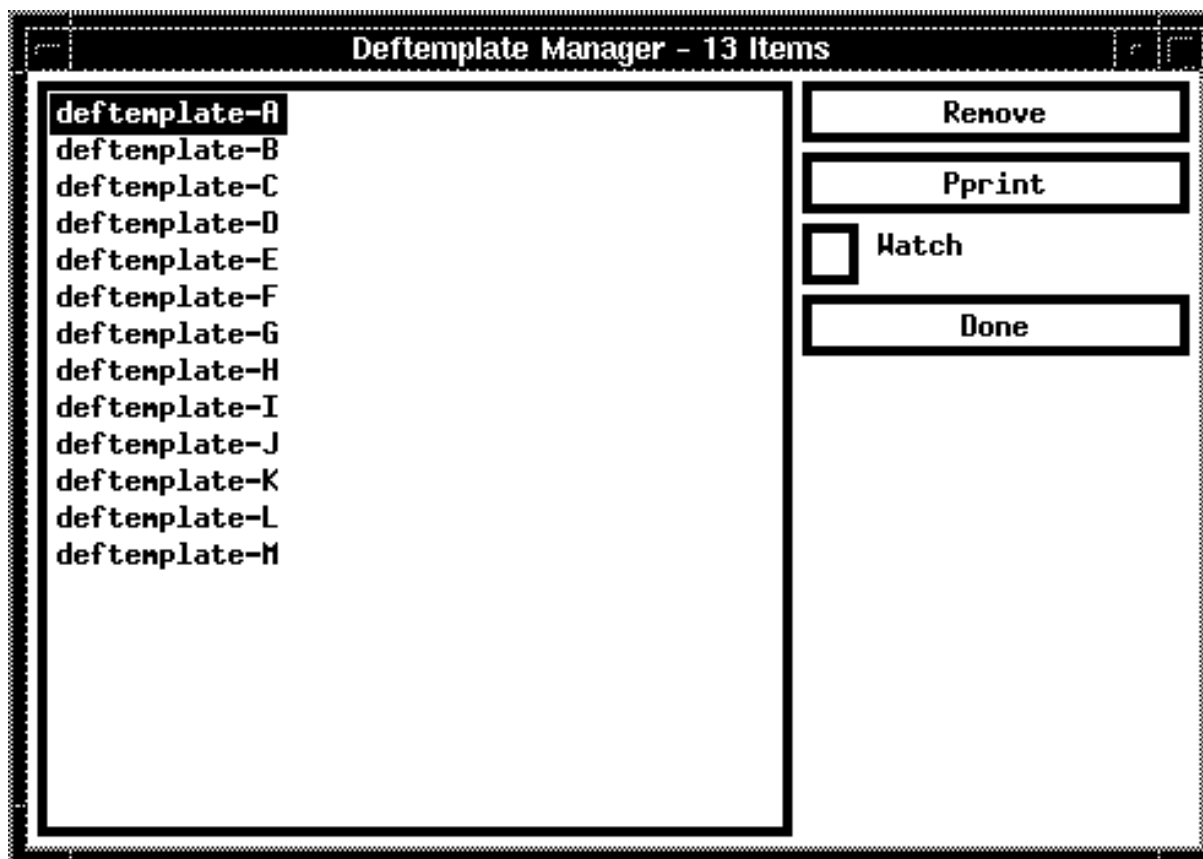 Deftemplate Manager - 13 Items
deftemplate-A
deftemplate-B
deftemplate-C
deftemplate-D
deftemplate-E
deftemplate-F
deftemplate-G
deftemplate-H
deftemplate-I
deftemplate-J
deftemplate-K
deftemplate-L
deftemplate-M
Remove
Pprint
Watch
Done